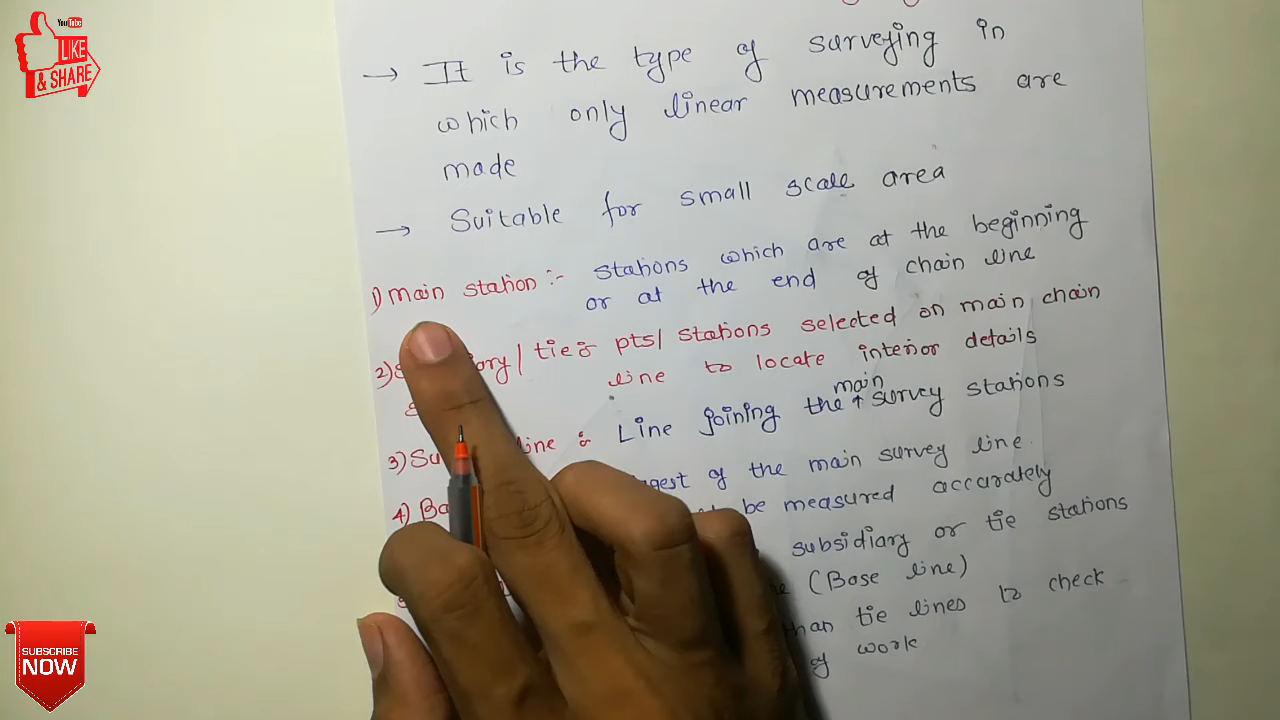 YouTube
LIKE
& SHARE
→ It is the type of surveying in
which only linear measurements are
made
→ Suitable for small scale area
1) Main station :- stations which are at the beginning
or at the end of chain line
2) / tie : pts/ stations selected on main chain
line to locate interior details
main
3) line : Line joining the ↑ survey stations
4) of the main survey line.
be measured accarately
subsidiary or tie stations
(Base line)
than tie lines to check
of work
SUBSCRIBE
NOW